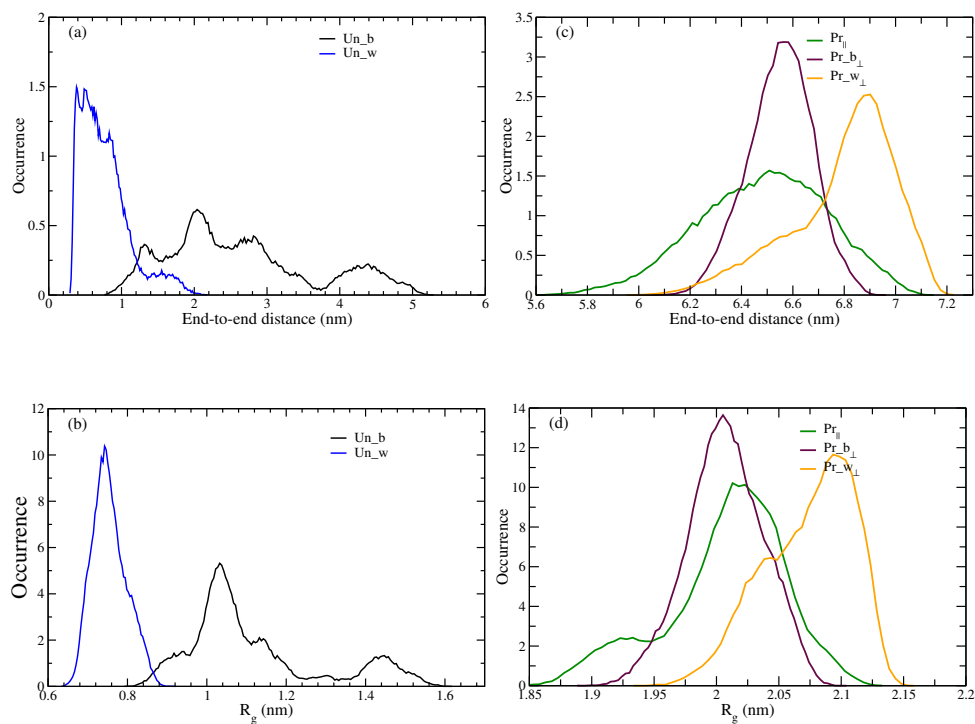 (a)
Un_b
Un_w
Occurrence
2
1.5
1
0.5
0
0 1 2 3 4 5 6
End-to-end distance (nm)
(c)
Pr||
Pr_b⊥
Pr_w⊥
Occurrence
3.5
3
2.5
2
1.5
1
0.5
0
5.6 5.8 6 6.2 6.4 6.6 6.8 7 7.2
End-to-end distance (nm)
(b)
Un_b
Un_w
Occurrence
12
10
8
6
4
2
0
0.4 0.6 0.8 1 1.2 1.4 1.6
Rg (nm)
(d)
Pr||
Pr_b⊥
Pr_w⊥
Occurrence
14
12
10
8
6
4
2
0
1.85 1.9 1.95 2 2.05 2.1 2.15 2.2
Rg (nm)